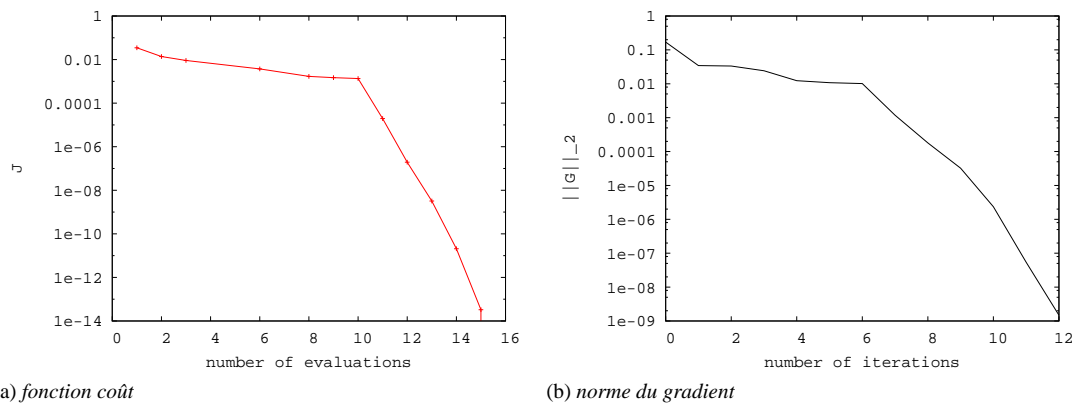 1
0.01
0.0001
1e-06
1e-08
1e-10
1e-12
1e-14
J
0 2 4 6 8 10 12 14 16
number of evaluations
a) fonction coût
1
0.1
0.01
0.001
0.0001
1e-05
1e-06
1e-07
1e-08
1e-09
||G||_2
0 2 4 6 8 10 12
number of iterations
(b) norme du gradient